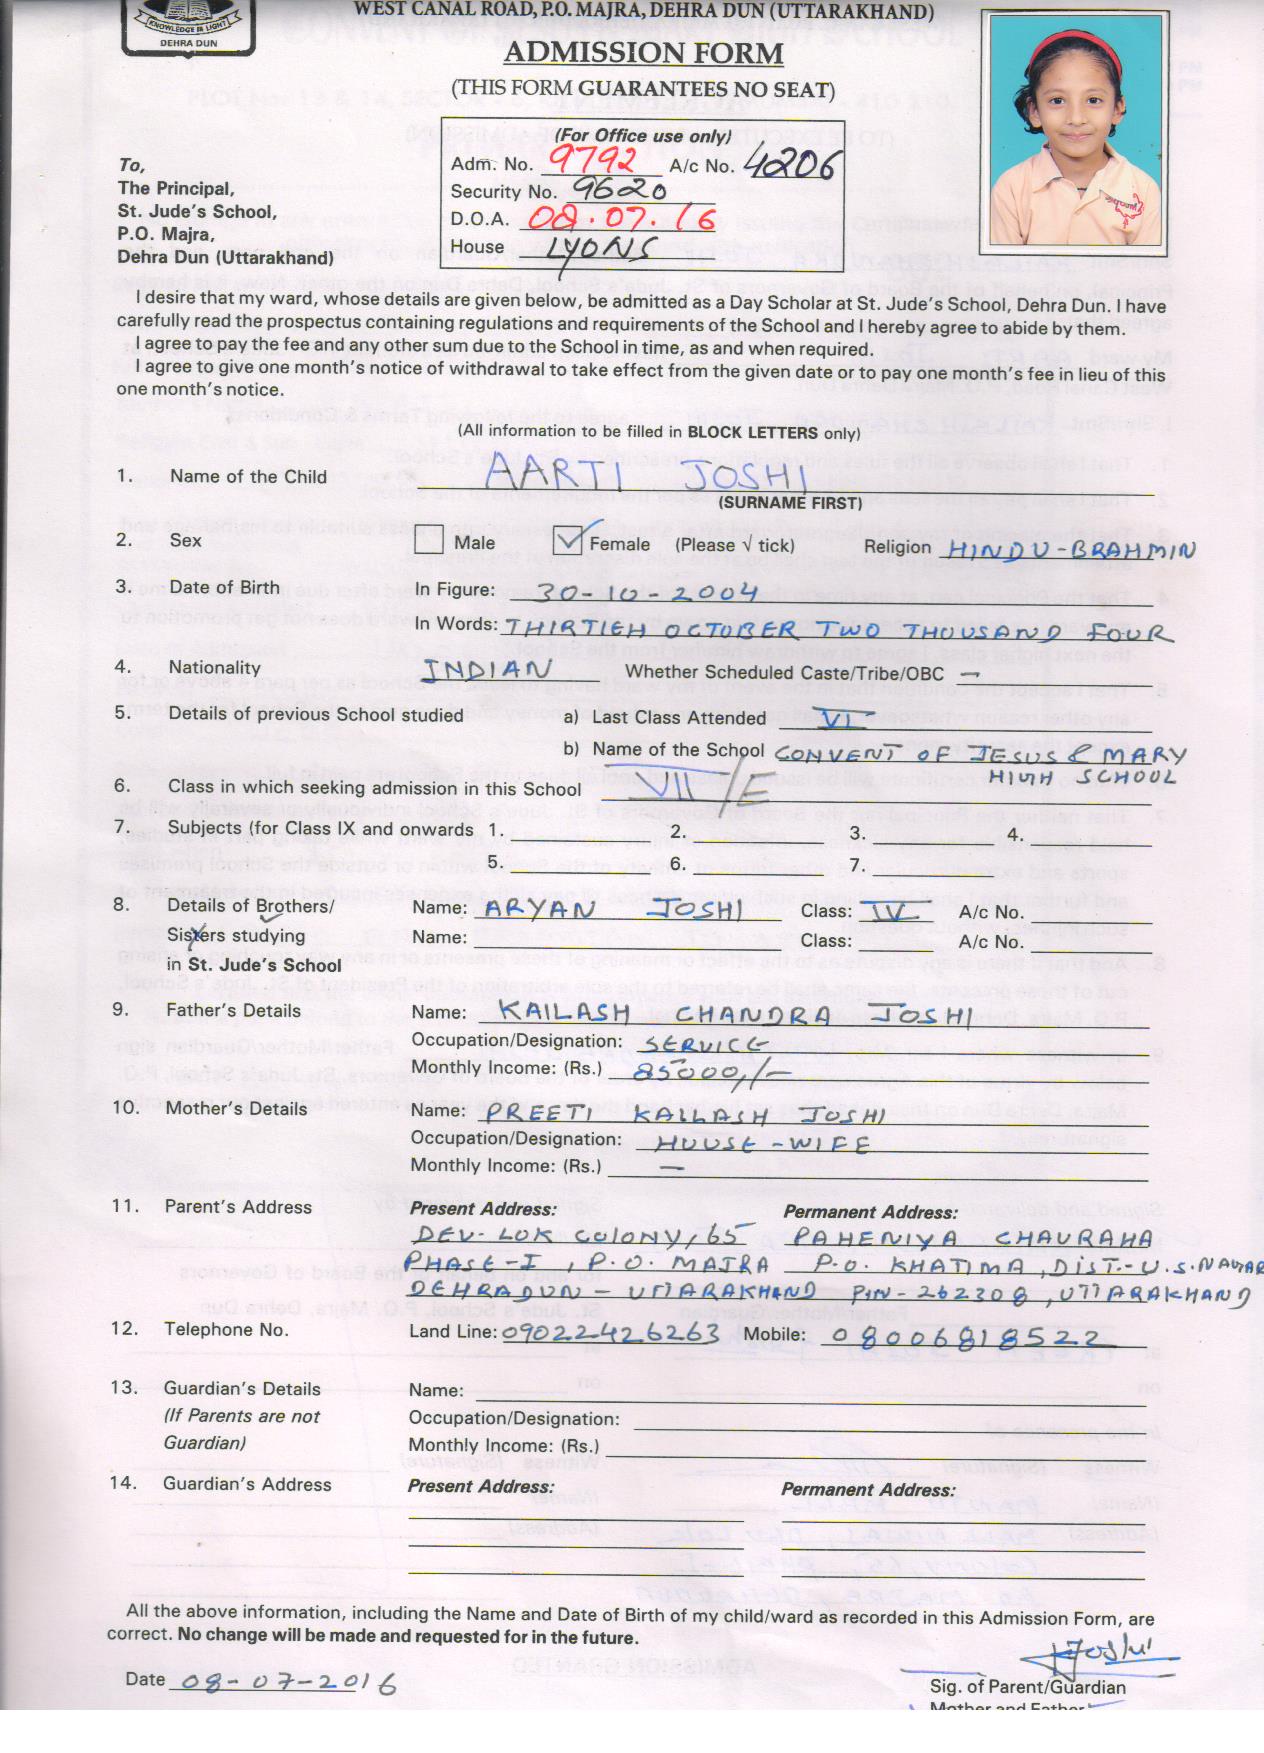 KNOWLEDGE IS LIGHT
DEHRA DUN
WEST CANAL ROAD, P.O. MAJRA, DEHRA DUN (UTTARAKHAND)
ADMISSION FORM
(THIS FORM GUARANTEES NO SEAT)
(For Office use only)
Adm. No. 9792 A/c No. 4206
Security No. 9620
D.O.A. 08.07.16
House LYONS
To,
The Principal,
St. Jude's School,
P.O. Majra,
Dehra Dun (Uttarakhand)
I desire that my ward, whose details are given below, be admitted as a Day Scholar at St. Jude's School, Dehra Dun. I have
carefully read the prospectus containing regulations and requirements of the School and I hereby agree to abide by them.
I agree to pay the fee and any other sum due to the School in time, as and when required.
I agree to give one month's notice of withdrawal to take effect from the given date or to pay one month's fee in lieu of this
one month's notice.
(All information to be filled in BLOCK LETTERS only)
1. Name of the Child AARTI JOSHI
(SURNAME FIRST)
2. Sex Male Female (Please √ tick) Religion HINDU-BRAHMIN
3. Date of Birth In Figure: 30-10-2004
In Words: THIRTIEH OCTOBER TWO THOUSAND FOUR
4. Nationality INDIAN Whether Scheduled Caste/Tribe/OBC —
5. Details of previous School studied a) Last Class Attended VI
b) Name of the School CONVENT OF JESUS & MARY
HIGH SCHOOL
6. Class in which seeking admission in this School VII/E
7. Subjects (for Class IX and onwards 1. 2. 3. 4.
5. 6. 7.
8. Details of Brothers/ Name: ARYAN JOSHI Class: IV A/c No.
Sisters studying Name: Class: A/c No.
in St. Jude's School
9. Father's Details Name: KAILASH CHANDRA JOSHI
Occupation/Designation: SERVICE
Monthly Income: (Rs.) 85000/-
10. Mother's Details Name: PREETI KAILASH JOSHI
Occupation/Designation: HOUSE-WIFE
Monthly Income: (Rs.) —
11. Parent's Address Present Address: Permanent Address:
DEV-LOK COLONY, 65 PAHENIYA CHAURAHA
PHASE-I, P.O. MAJRA P.O. KHATIMA, DIST.-U.S.NAGAR
DEHRADUN - UTTARAKHAND PIN-262308, UTTARAKHAND
12. Telephone No. Land Line: 09022426263 Mobile: 08006818522
13. Guardian's Details Name:
(If Parents are not Occupation/Designation:
Guardian) Monthly Income: (Rs.)
14. Guardian's Address Present Address: Permanent Address:
All the above information, including the Name and Date of Birth of my child/ward as recorded in this Admission Form, are
correct. No change will be made and requested for in the future.
KJoshi
Date 08-07-2016
Sig. of Parent/Guardian
Mother and Father